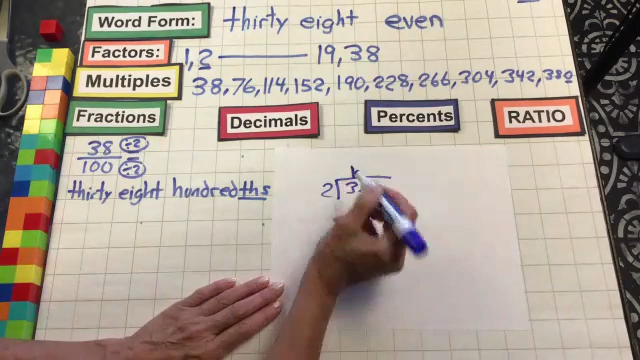 Word Form: thirty eight even
Factors: 1, 2 19, 38
Multiples 38, 76, 114, 152, 190, 228, 266, 304, 342, 380
Fractions Decimals Percents RATIO
38 ÷2
100 ÷2
thirty eight hundredths
2 3